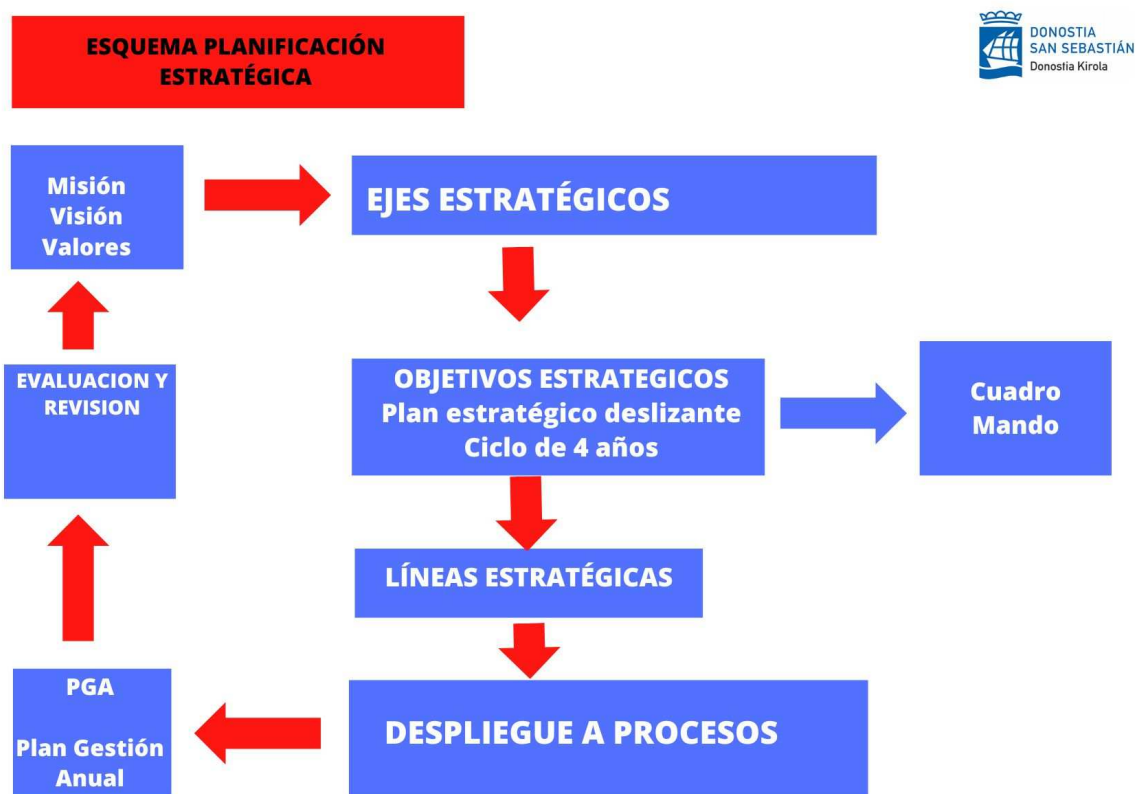 ESQUEMA PLANIFICACIÓN
ESTRATÉGICA
DONOSTIA
SAN SEBASTIÁN
Donostia Kirola
Misión
Visión
Valores
EJES ESTRATÉGICOS
EVALUACION Y
REVISION
OBJETIVOS ESTRATEGICOS
Plan estratégico deslizante
Ciclo de 4 años
Cuadro
Mando
LÍNEAS ESTRATÉGICAS
PGA
Plan Gestión
Anual
DESPLIEGUE A PROCESOS